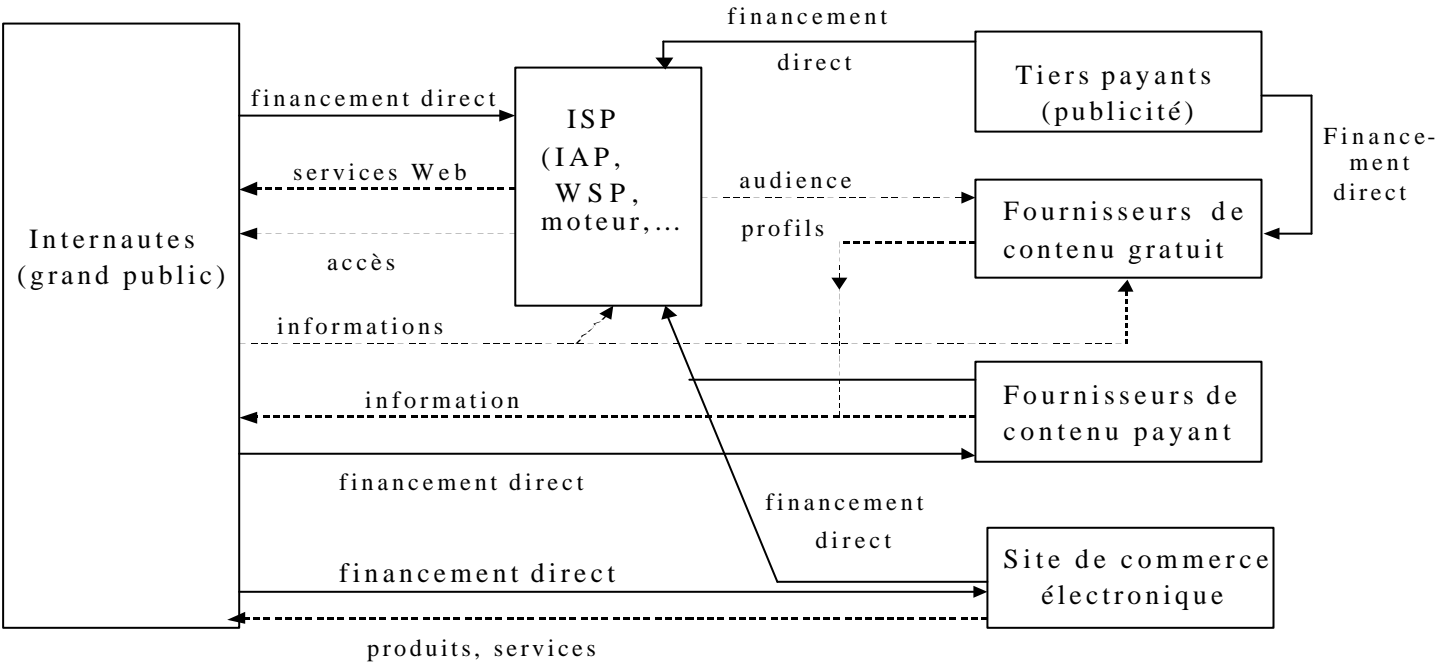 financement
direct
Tiers payants
(publicité)
financement direct
ISP
(IAP,
WSP,
moteur,...
Finance-
ment
direct
services Web
audience
profils
Fournisseurs de
contenu gratuit
Internautes
(grand public)
accès
informations
information
Fournisseurs de
contenu payant
financement direct
financement
direct
Site de commerce
électronique
financement direct
produits, services